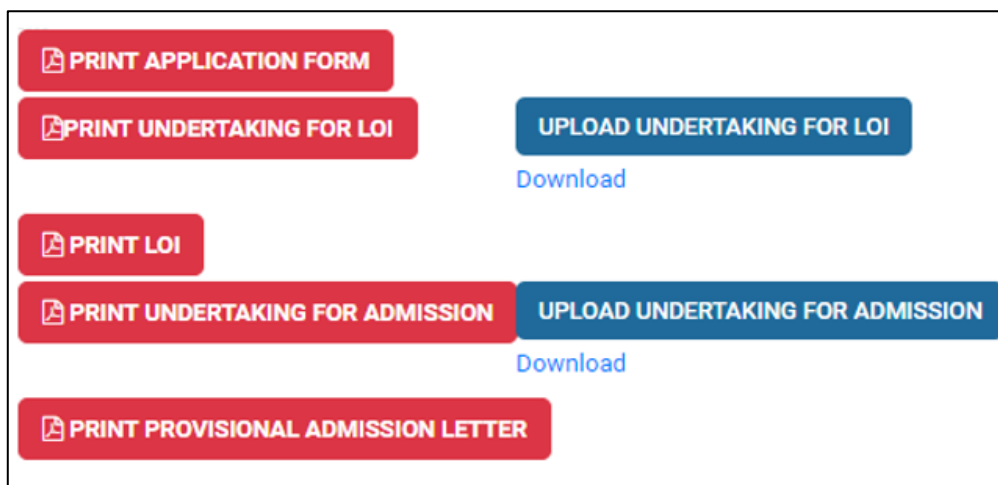 PRINT APPLICATION FORM
PRINT UNDERTAKING FOR LOI
UPLOAD UNDERTAKING FOR LOI
Download
PRINT LOI
PRINT UNDERTAKING FOR ADMISSION
UPLOAD UNDERTAKING FOR ADMISSION
Download
PRINT PROVISIONAL ADMISSION LETTER